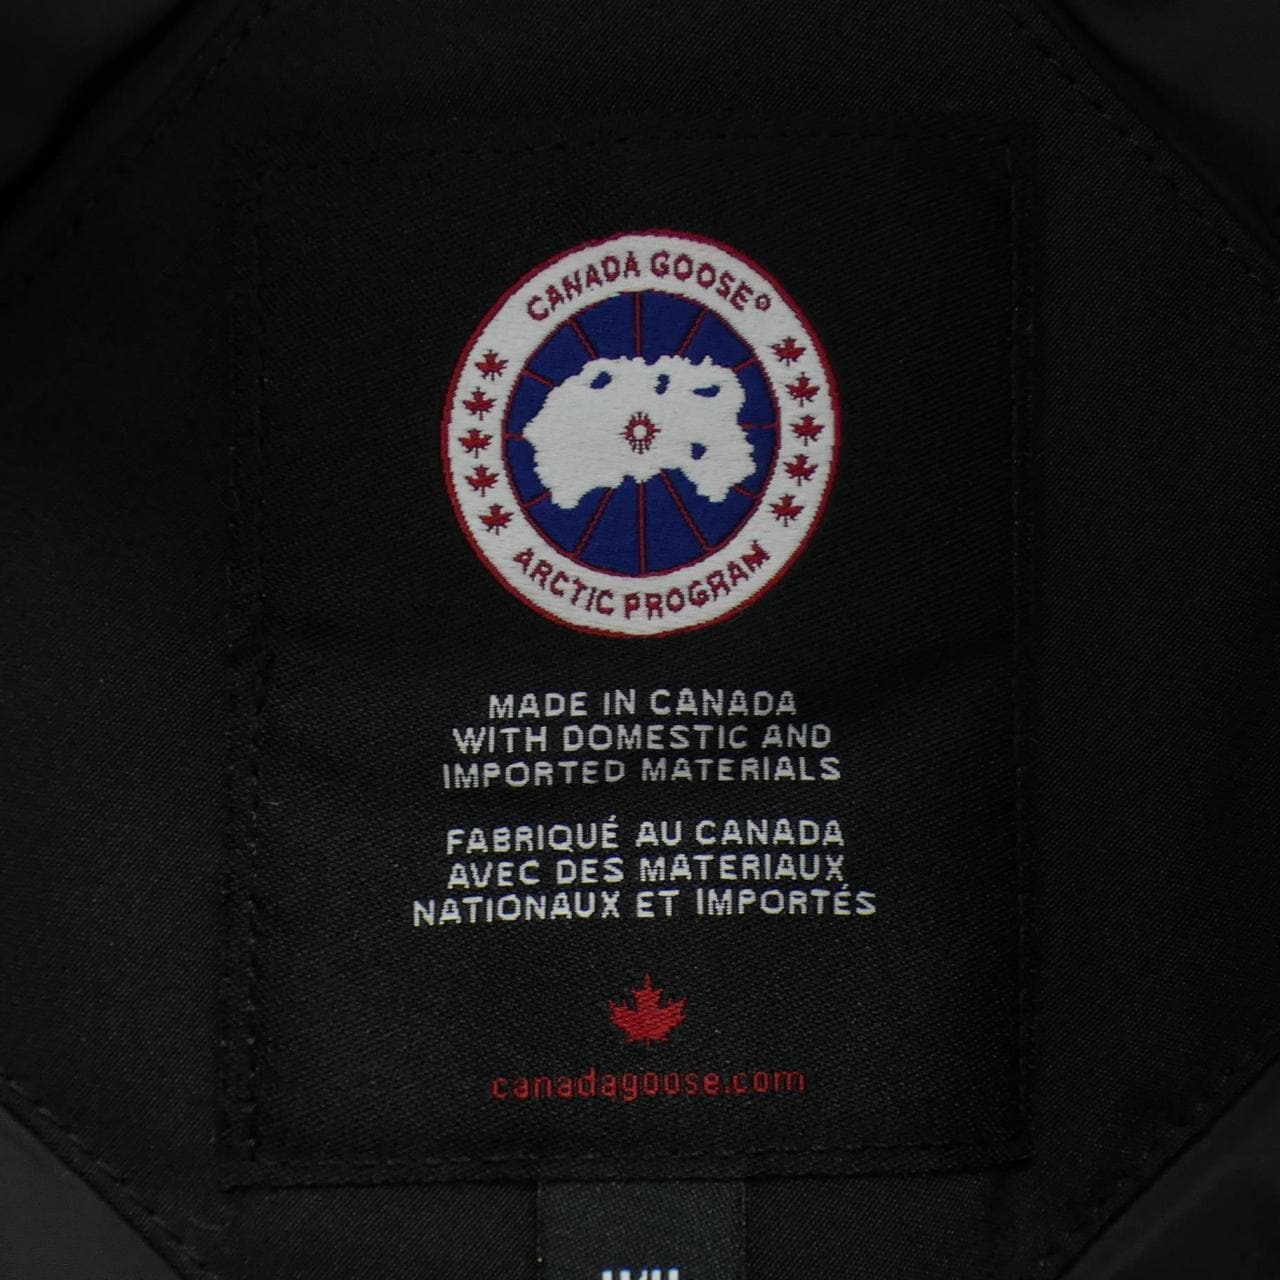 CANADA GOOSE®
ARCTIC PROGRAM
MADE IN CANADA
WITH DOMESTIC AND
IMPORTED MATERIALS
FABRIQUÉ AU CANADA
AVEC DES MATERIAUX
NATIONAUX ET IMPORTÉS
canadagoose.com